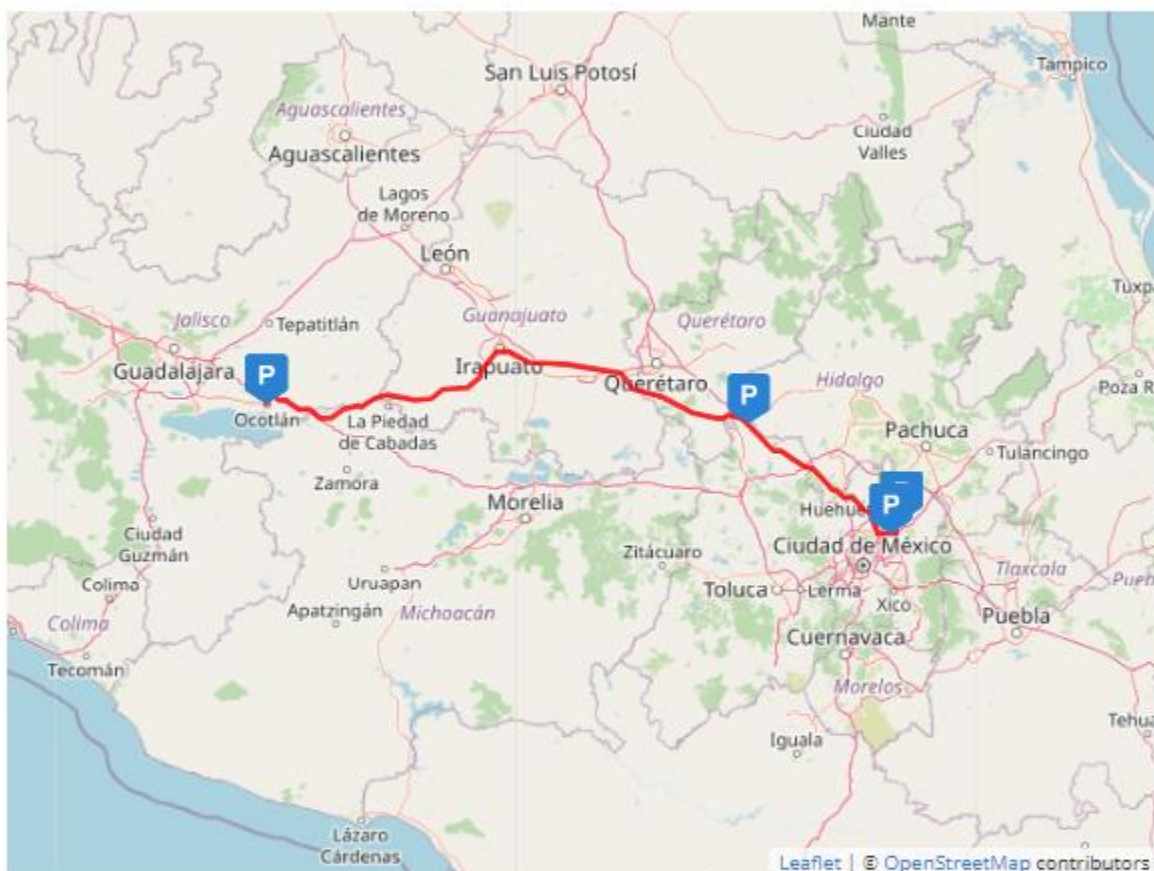 Mante
San Luis Potosí
Tampico
Aguascalientes
Ciudad
Valles
Aguascalientes
Lagos
de Moreno
León
Jalisco
Tepatitlán
Guanajuato
Querétaro
Guadalajara
P
Irapuato
Querétaro
P
Hidalgo
Poza R
Ocotlán
La Piedad
de Cabadas
Pachuca
Tulancingo
Zamora
Morelia
P
Ciudad
Guzmán
Zitácuaro
Ciudad de México
Tlaxcala
Colima
Uruapan
Toluca
Lerma
Xico
Apatzingán
Michoacán
Puebla
Colima
Cuernavaca
Tecomán
Morelos
Iguala
Lázaro
Cárdenas
Leaflet | © OpenStreetMap contributors